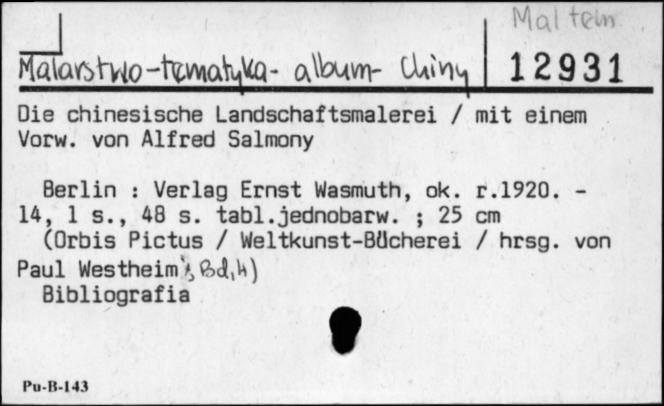 Mal tem
Malarstwo-tematyka- album- Chiny
12931
Die chinesische Landschaftsmalerei / mit einem
Vorw. von Alfred Salmony
Berlin : Verlag Ernst Wasmuth, ok. r.1920. -
14, 1 s., 48 s. tabl.jednobarw. ; 25 cm
(Orbis Pictus / Weltkunst-Bücherei / hrsg. von
Paul Westheim ; Bd. 4)
Bibliografia
Pu-B-143